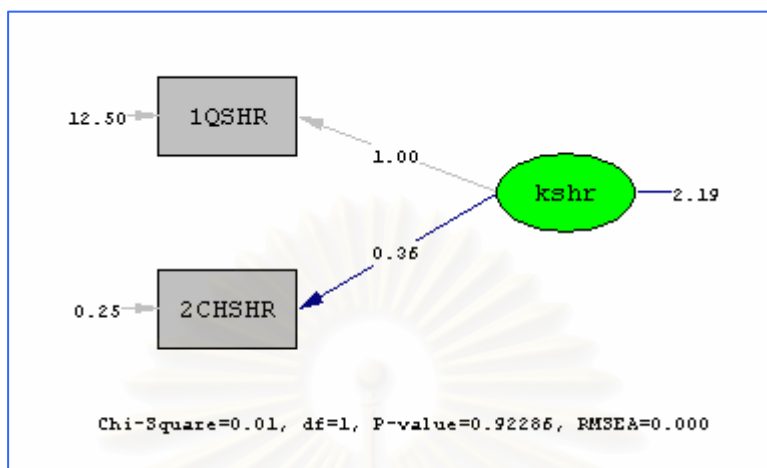 12.50
1QSHR
1.00
kshr
2.19
0.36
0.25
2CHSHR
Chi-Square=0.01, df=1, P-value=0.92286, RMSEA=0.000